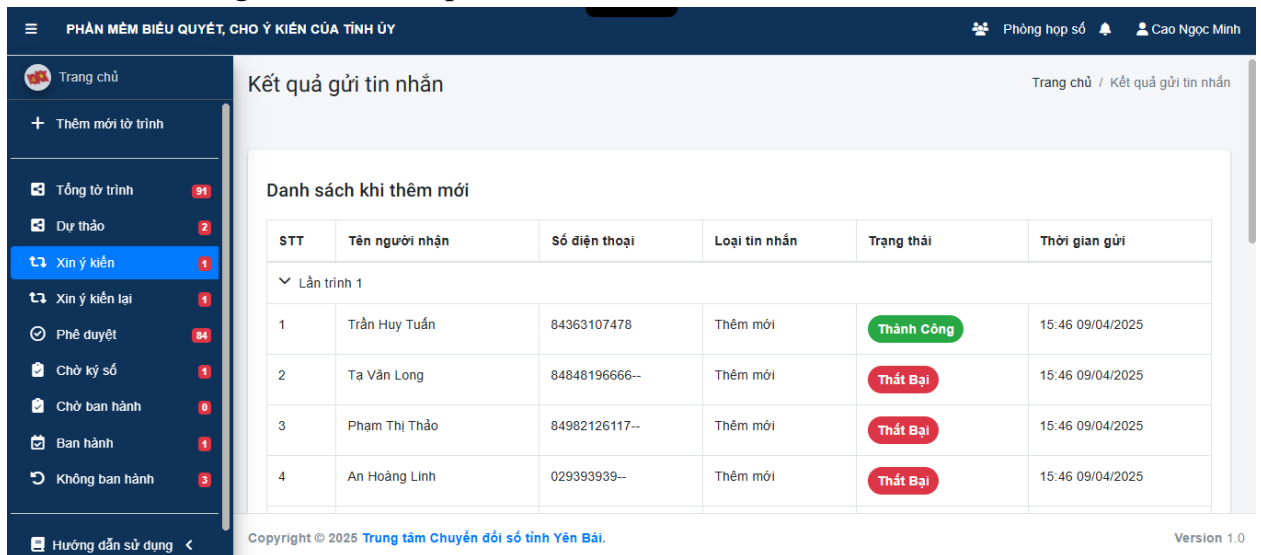 PHẦN MỀM BIỂU QUYẾT, CHO Ý KIẾN CỦA TỈNH ỦY
Phòng họp số
Cao Ngọc Minh
Trang chủ
Thêm mới tờ trình
Tổng tờ trình 91
Dự thảo 2
Xin ý kiến 1
Xin ý kiến lại 1
Phê duyệt 84
Chờ ký số 1
Chờ ban hành 0
Ban hành 1
Không ban hành 3
Hướng dẫn sử dụng
Kết quả gửi tin nhắn
Trang chủ / Kết quả gửi tin nhắn
Danh sách khi thêm mới
STT Tên người nhận Số điện thoại Loại tin nhắn Trạng thái Thời gian gửi
Lần trình 1
1 Trần Huy Tuấn 84363107478 Thêm mới Thành Công 15:46 09/04/2025
2 Tạ Văn Long 84848196666-- Thêm mới Thất Bại 15:46 09/04/2025
3 Phạm Thị Thảo 84982126117-- Thêm mới Thất Bại 15:46 09/04/2025
4 An Hoàng Linh 029393939-- Thêm mới Thất Bại 15:46 09/04/2025
Copyright © 2025 Trung tâm Chuyển đổi số tỉnh Yên Bái.
Version 1.0